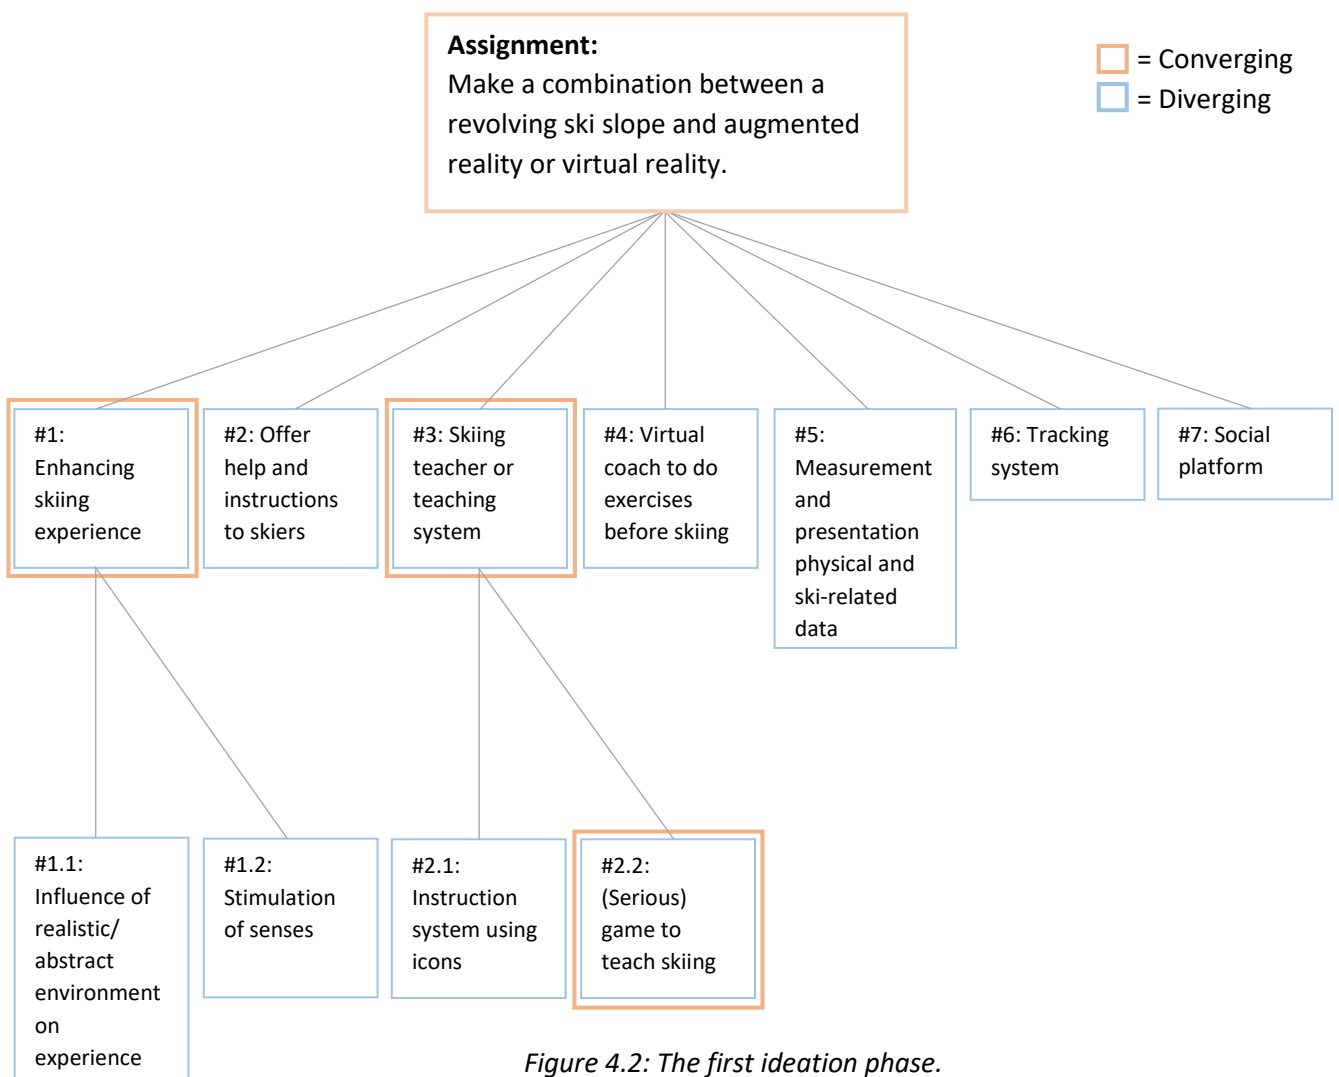 Assignment:
Make a combination between a
revolving ski slope and augmented
reality or virtual reality.
= Converging
= Diverging
#1:
Enhancing
skiing
experience
#2: Offer
help and
instructions
to skiers
#3: Skiing
teacher or
teaching
system
#4: Virtual
coach to do
exercises
before skiing
#5:
Measurement
and
presentation
physical and
ski-related
data
#6: Tracking
system
#7: Social
platform
#1.1:
Influence of
realistic/
abstract
environment
on
experience
#1.2:
Stimulation
of senses
#2.1:
Instruction
system using
icons
#2.2:
(Serious)
game to
teach skiing
Figure 4.2: The first ideation phase.